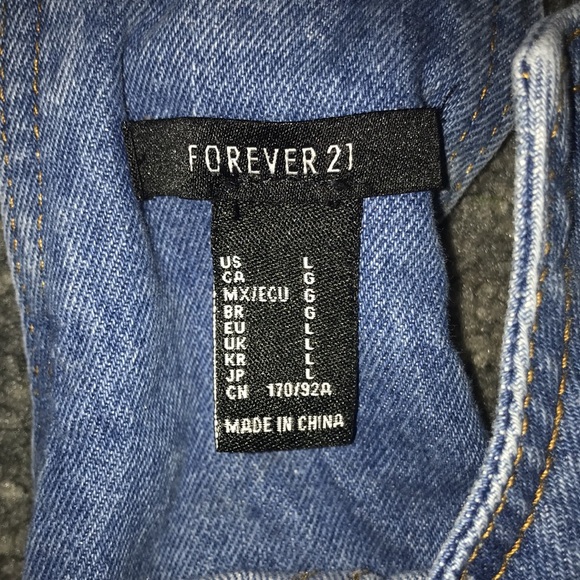 FOREVER 21
US L
CA G
MX/ECU G
BR G
EU L
UK L
KR L
JP L
CN 170/92A
MADE IN CHINA